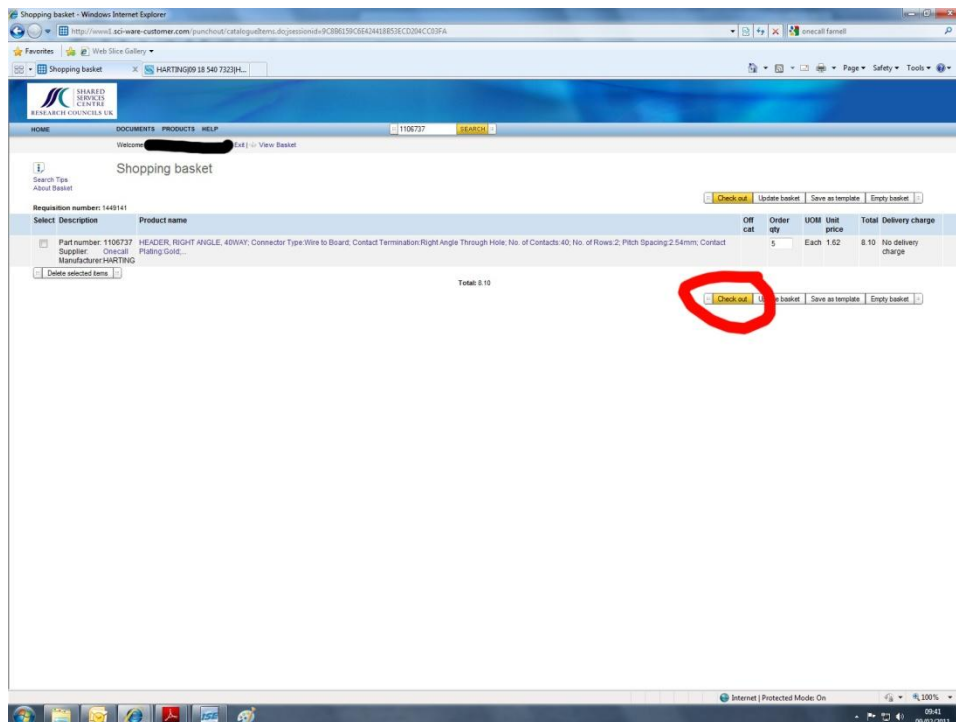 Shopping basket - Windows Internet Explorer
http://www1.sci-ware-customer.com/punchout/catalogueItems.do;jsessionid=9C8B6159C6E424418B53ECD204CC03FA
onecall farnell
Favorites Web Slice Gallery
Shopping basket HARTING|09 18 540 7323|H... Page Safety Tools
SHARED
SERVICES
CENTRE
RESEARCH COUNCILS UK
HOME DOCUMENTS PRODUCTS HELP 1106737 SEARCH
Welcome Exit | View Basket
Shopping basket
Search Tips
About Basket
Check out Update basket Save as template Empty basket
Requisition number: 1449141
Select Description Product name Off cat Order qty UOM Unit price Total Delivery charge
Part number: 1106737 HEADER, RIGHT ANGLE, 40WAY; Connector Type:Wire to Board; Contact Termination:Right Angle Through Hole; No. of Contacts:40; No. of Rows:2; Pitch Spacing:2.54mm; Contact 5 Each 1.62 8.10 No delivery
Supplier: Onecall Plating:Gold;... charge
Manufacturer:HARTING
Delete selected items
Total: 8.10
Check out basket Save as template Empty basket
Internet | Protected Mode: On 100%
ISE 09:41